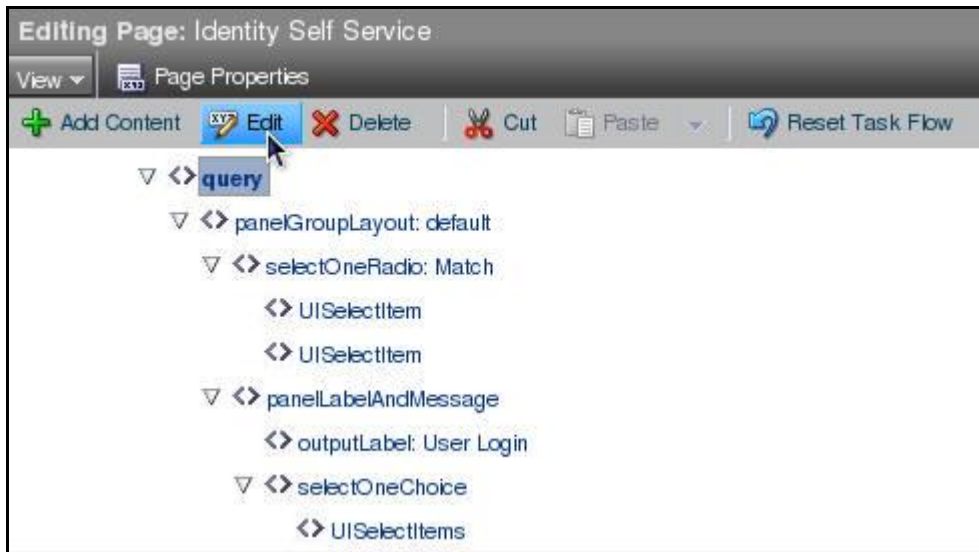 Editing Page: Identity Self Service
View Page Properties
Add Content Edit Delete Cut Paste Reset Task Flow
query
panelGroupLayout: default
selectOneRadio: Match
UISelectItem
UISelectItem
panelLabelAndMessage
outputLabel: User Login
selectOneChoice
UISelectItems